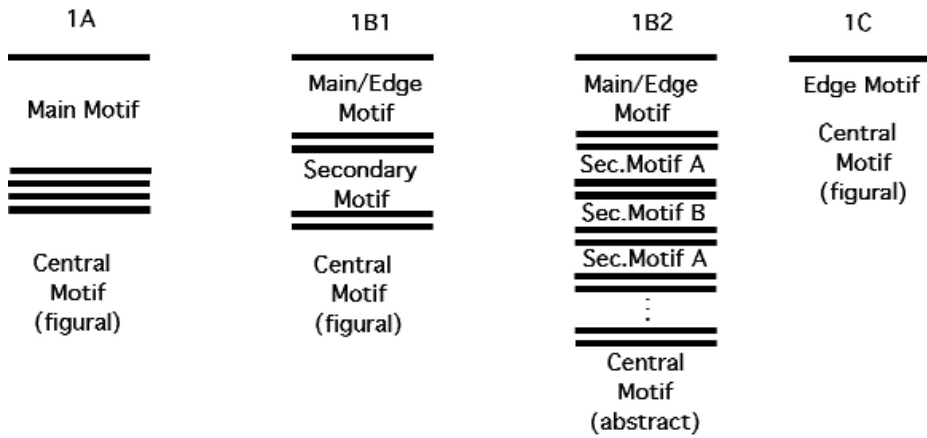 1A
Main Motif
Central
Motif
(figural)
1B1
Main/Edge
Motif
Secondary
Motif
Central
Motif
(figural)
1B2
Main/Edge
Motif
Sec.Motif A
Sec.Motif B
Sec.Motif A
⋮
Central
Motif
(abstract)
1C
Edge Motif
Central
Motif
(figural)